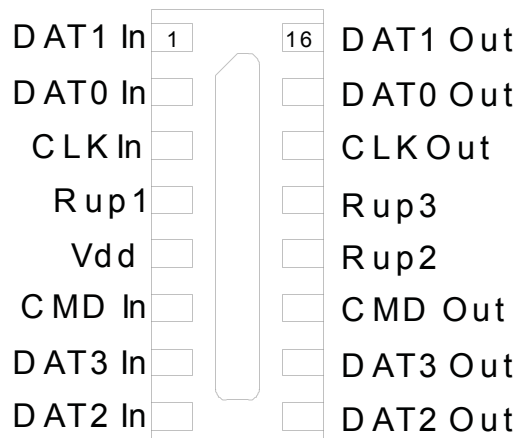 DAT1 In 1 16 DAT1 Out
DAT0 In DAT0 Out
CLK In CLK Out
Rup1 Rup3
Vdd Rup2
CMD In CMD Out
DAT3 In DAT3 Out
DAT2 In DAT2 Out